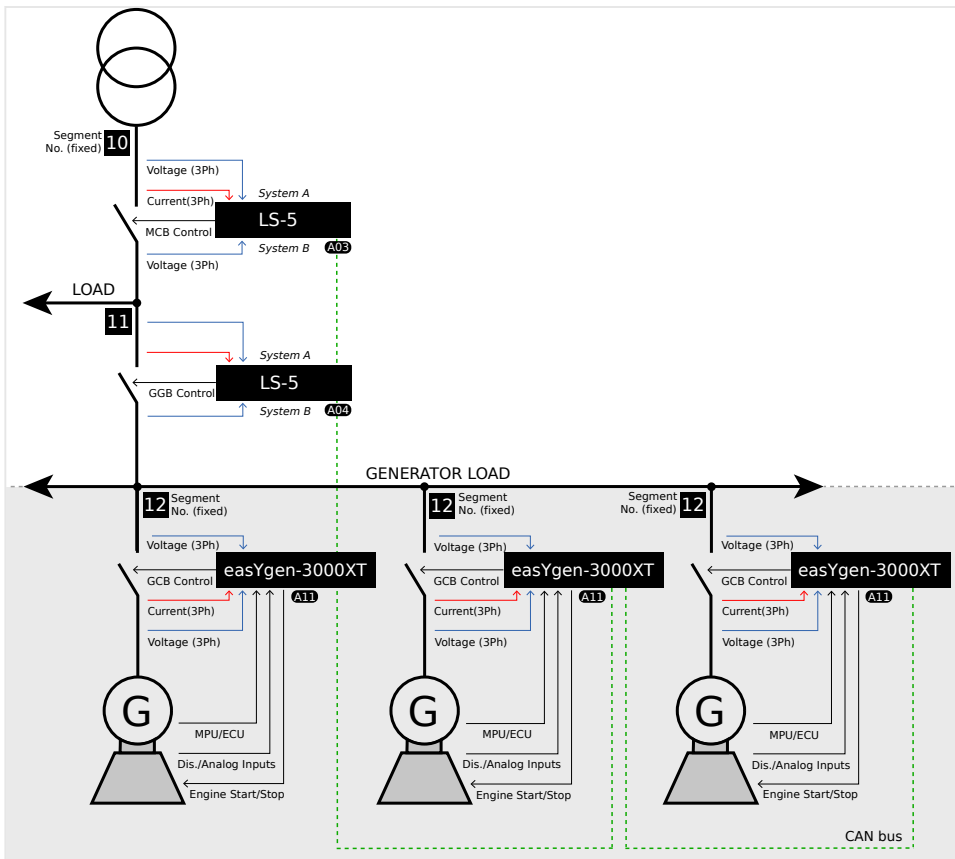 Segment
No. (fixed)
10
Voltage (3Ph)
System A
Current(3Ph)
LS-5
MCB Control
System B
A03
Voltage (3Ph)
LOAD
11
System A
LS-5
GGB Control
System B
A04
GENERATOR LOAD
12
Segment
No. (fixed)
12
Segment
No. (fixed)
Segment
No. (fixed)
12
Voltage (3Ph)
easYgen-3000XT
GCB Control
A11
Current(3Ph)
Voltage (3Ph)
G
MPU/ECU
Dis./Analog Inputs
Engine Start/Stop
Voltage (3Ph)
easYgen-3000XT
GCB Control
A11
Current(3Ph)
Voltage (3Ph)
G
MPU/ECU
Dis./Analog Inputs
Engine Start/Stop
Voltage (3Ph)
easYgen-3000XT
GCB Control
A11
Current(3Ph)
Voltage (3Ph)
G
MPU/ECU
Dis./Analog Inputs
Engine Start/Stop
CAN bus